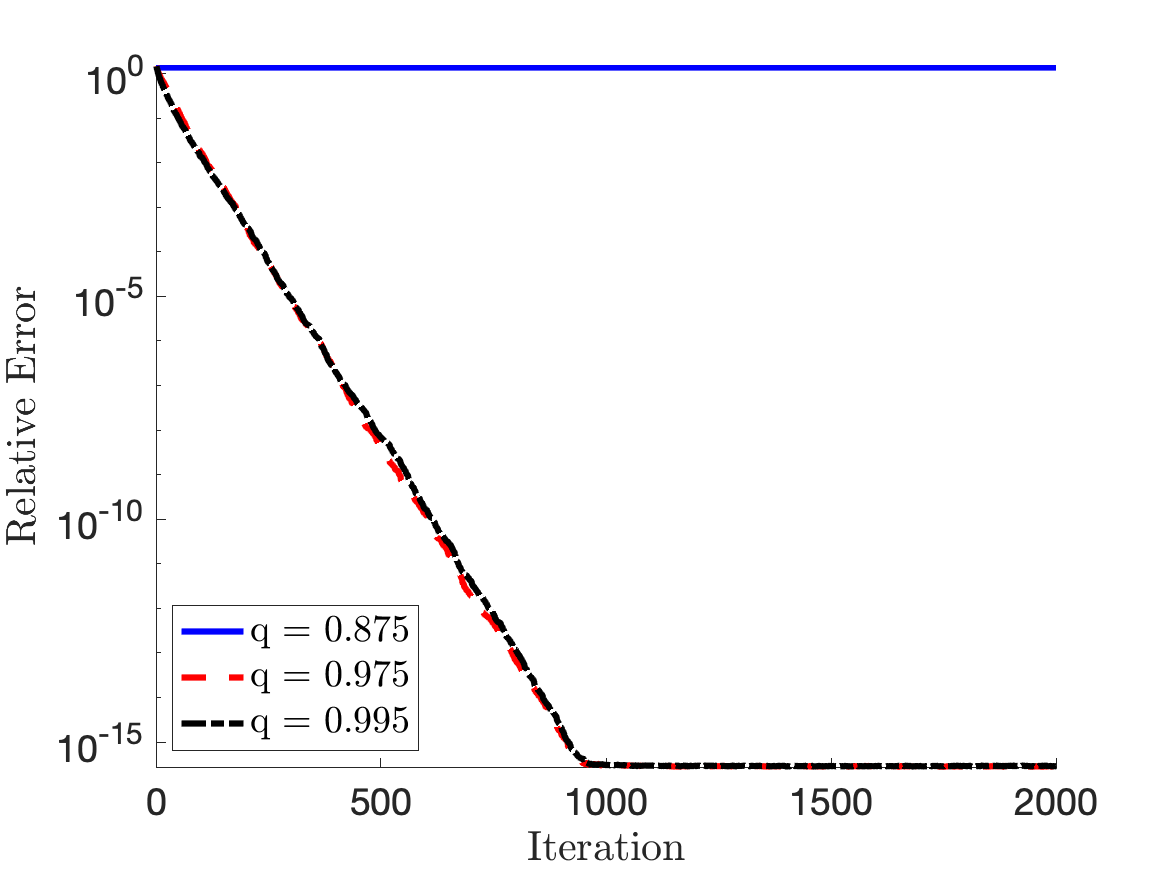 10^0
10^-5
10^-10
10^-15
Relative Error
q = 0.875
q = 0.975
q = 0.995
0 500 1000 1500 2000
Iteration